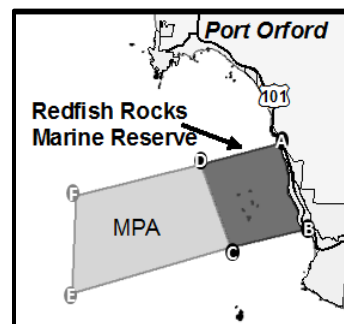 Port Orford
101
Redfish Rocks
Marine Reserve
A
D
F
MPA
B
C
E